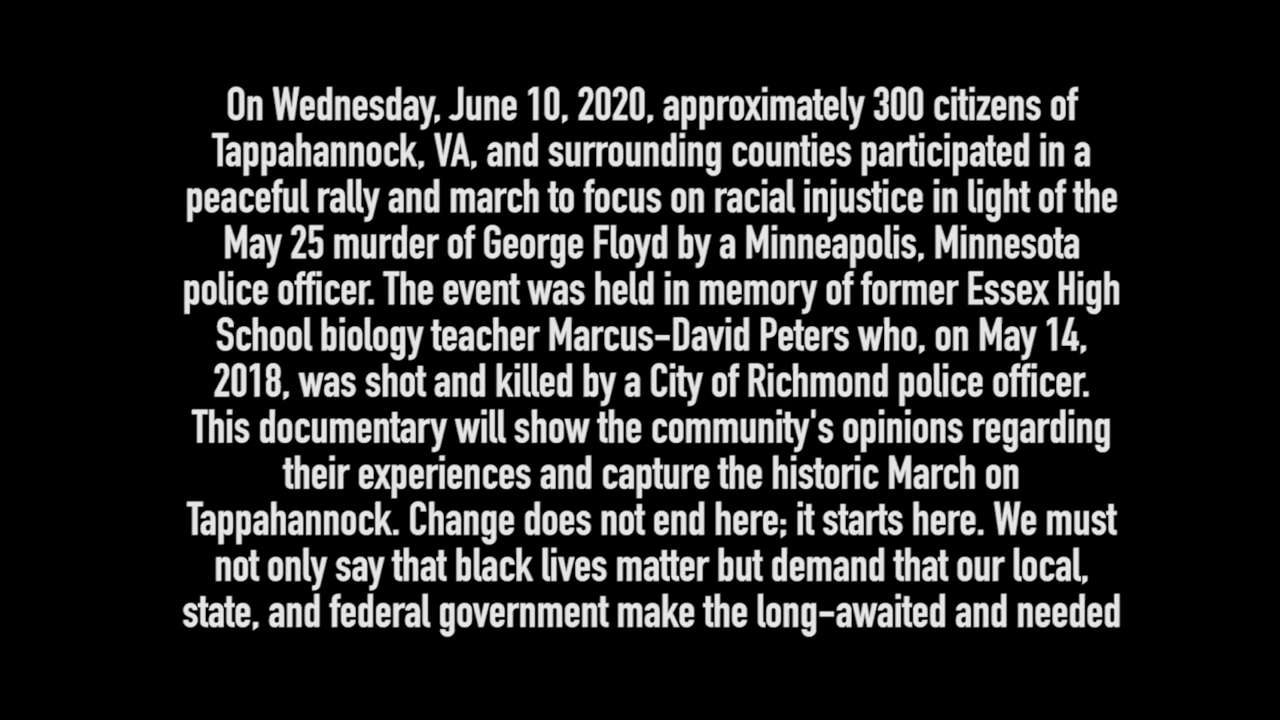 On Wednesday, June 10, 2020, approximately 300 citizens of
Tappahannock, VA, and surrounding counties participated in a
peaceful rally and march to focus on racial injustice in light of the
May 25 murder of George Floyd by a Minneapolis, Minnesota
police officer. The event was held in memory of former Essex High
School biology teacher Marcus-David Peters who, on May 14,
2018, was shot and killed by a City of Richmond police officer.
This documentary will show the community's opinions regarding
their experiences and capture the historic March on
Tappahannock. Change does not end here; it starts here. We must
not only say that black lives matter but demand that our local,
state, and federal government make the long-awaited and needed